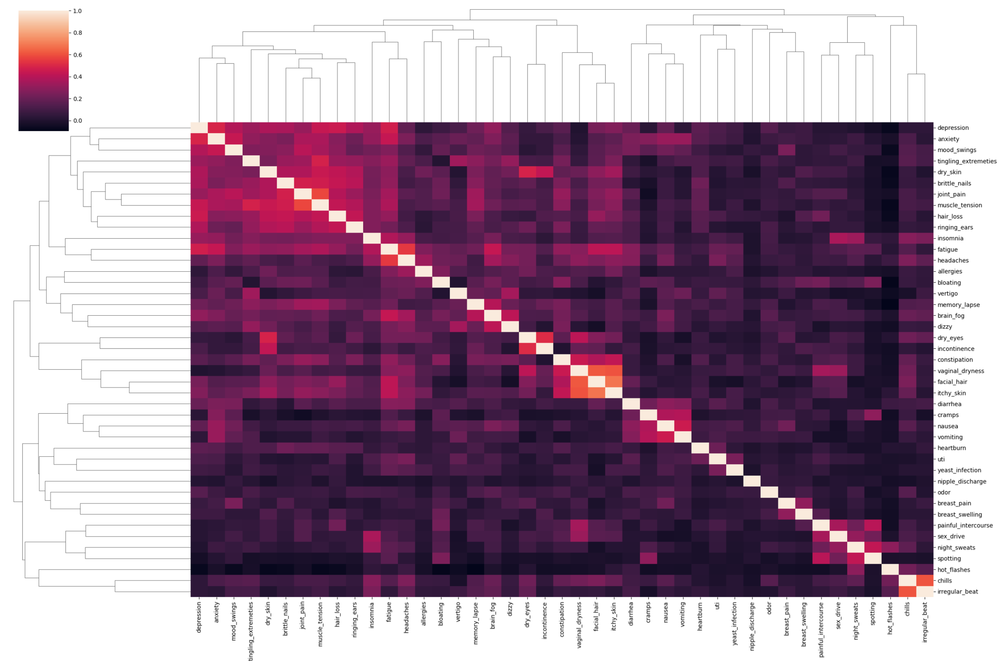 1.0
0.8
0.6
0.4
0.2
0.0
depression
anxiety
mood_swings
tingling_extremeties
dry_skin
brittle_nails
joint_pain
muscle_tension
hair_loss
ringing_ears
insomnia
fatigue
headaches
allergies
bloating
vertigo
memory_lapse
brain_fog
dizzy
dry_eyes
incontinence
constipation
vaginal_dryness
facial_hair
itchy_skin
diarrhea
cramps
nausea
vomiting
heartburn
uti
yeast_infection
nipple_discharge
odor
breast_pain
breast_swelling
painful_intercourse
sex_drive
night_sweats
spotting
hot_flashes
chills
irregular_beat
depression
anxiety
mood_swings
tingling_extremeties
dry_skin
brittle_nails
joint_pain
muscle_tension
hair_loss
ringing_ears
insomnia
fatigue
headaches
allergies
bloating
vertigo
memory_lapse
brain_fog
dizzy
dry_eyes
incontinence
constipation
vaginal_dryness
facial_hair
itchy_skin
diarrhea
cramps
nausea
vomiting
heartburn
uti
yeast_infection
nipple_discharge
odor
breast_pain
breast_swelling
painful_intercourse
sex_drive
night_sweats
spotting
hot_flashes
chills
irregular_beat